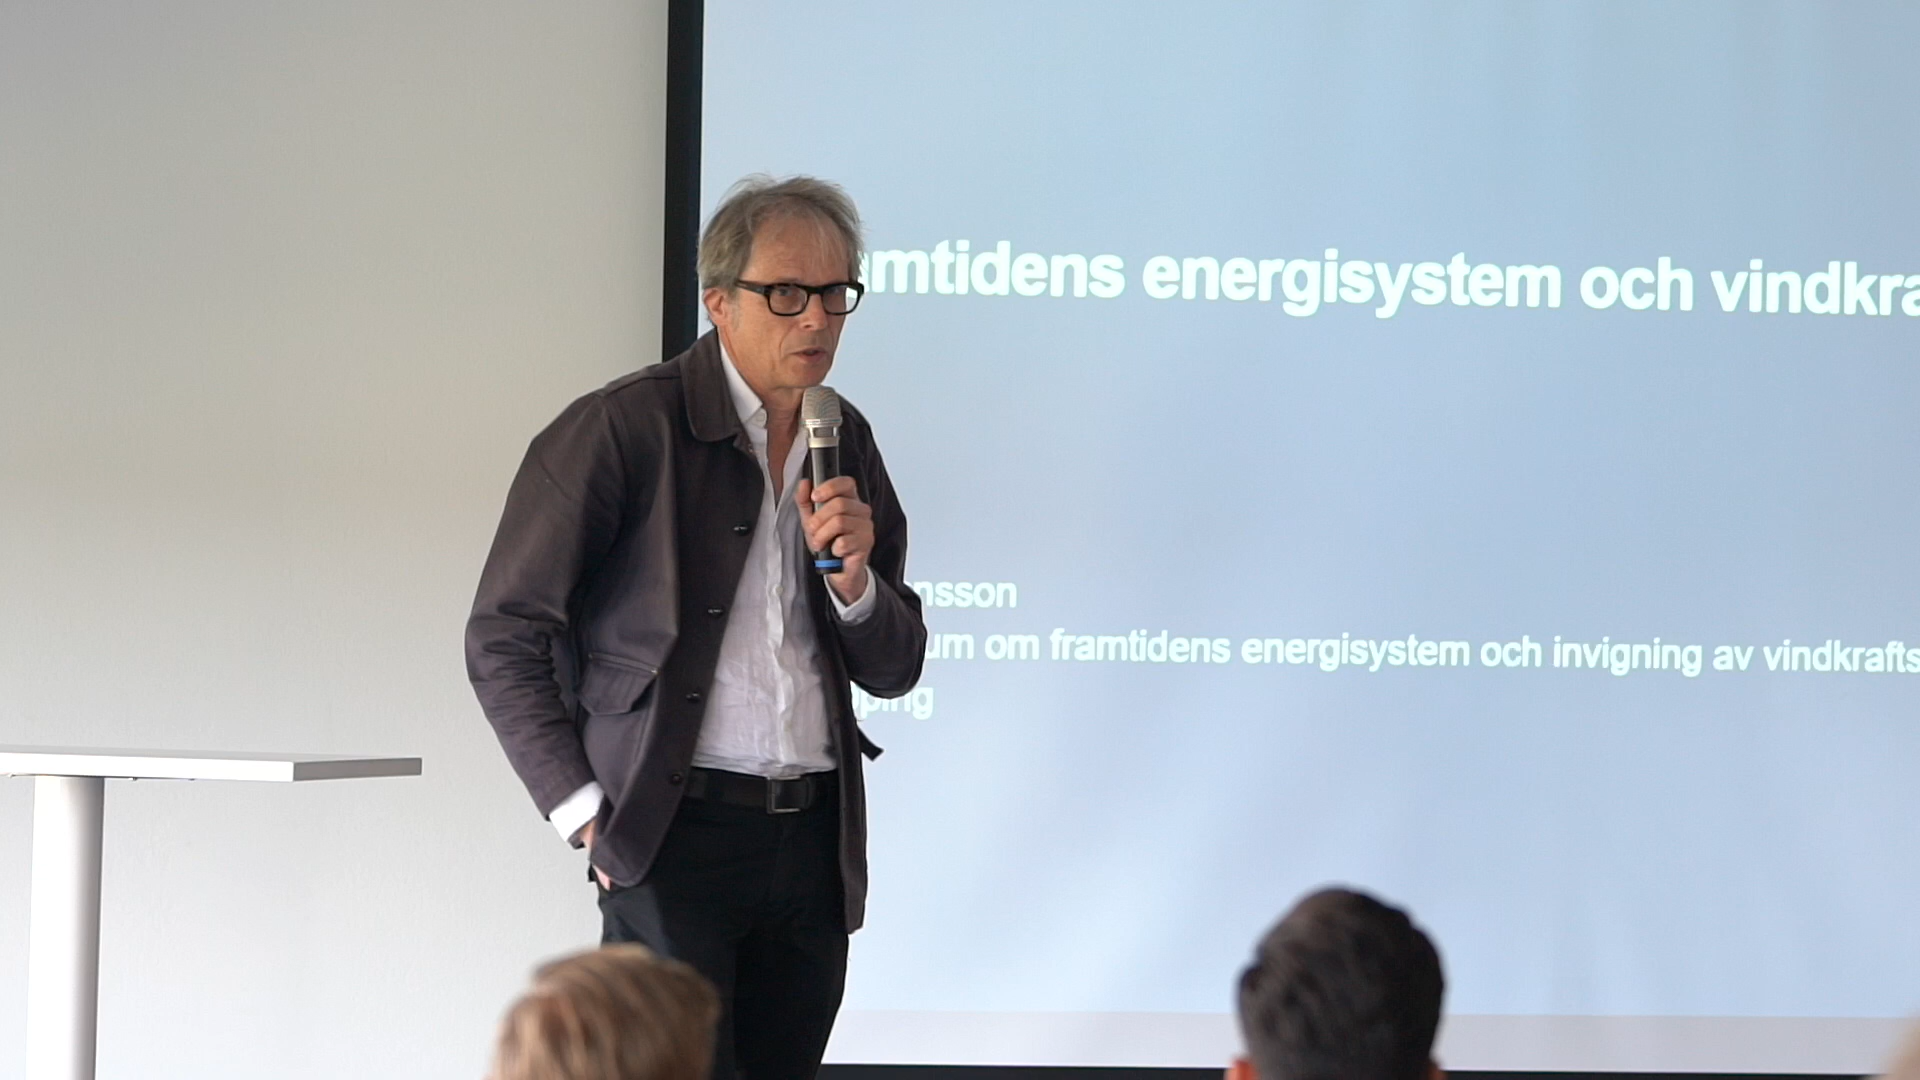 amtidens energisystem och vindkra
nsson
um om framtidens energisystem och invigning av vindkrafts
ping